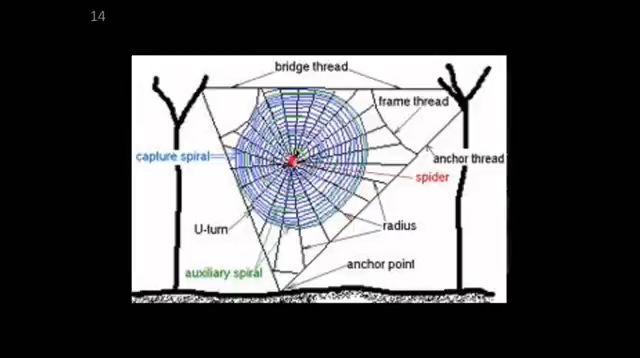 14
bridge thread
frame thread
capture spiral
anchor thread
spider
U-turn
radius
auxiliary spiral
anchor point